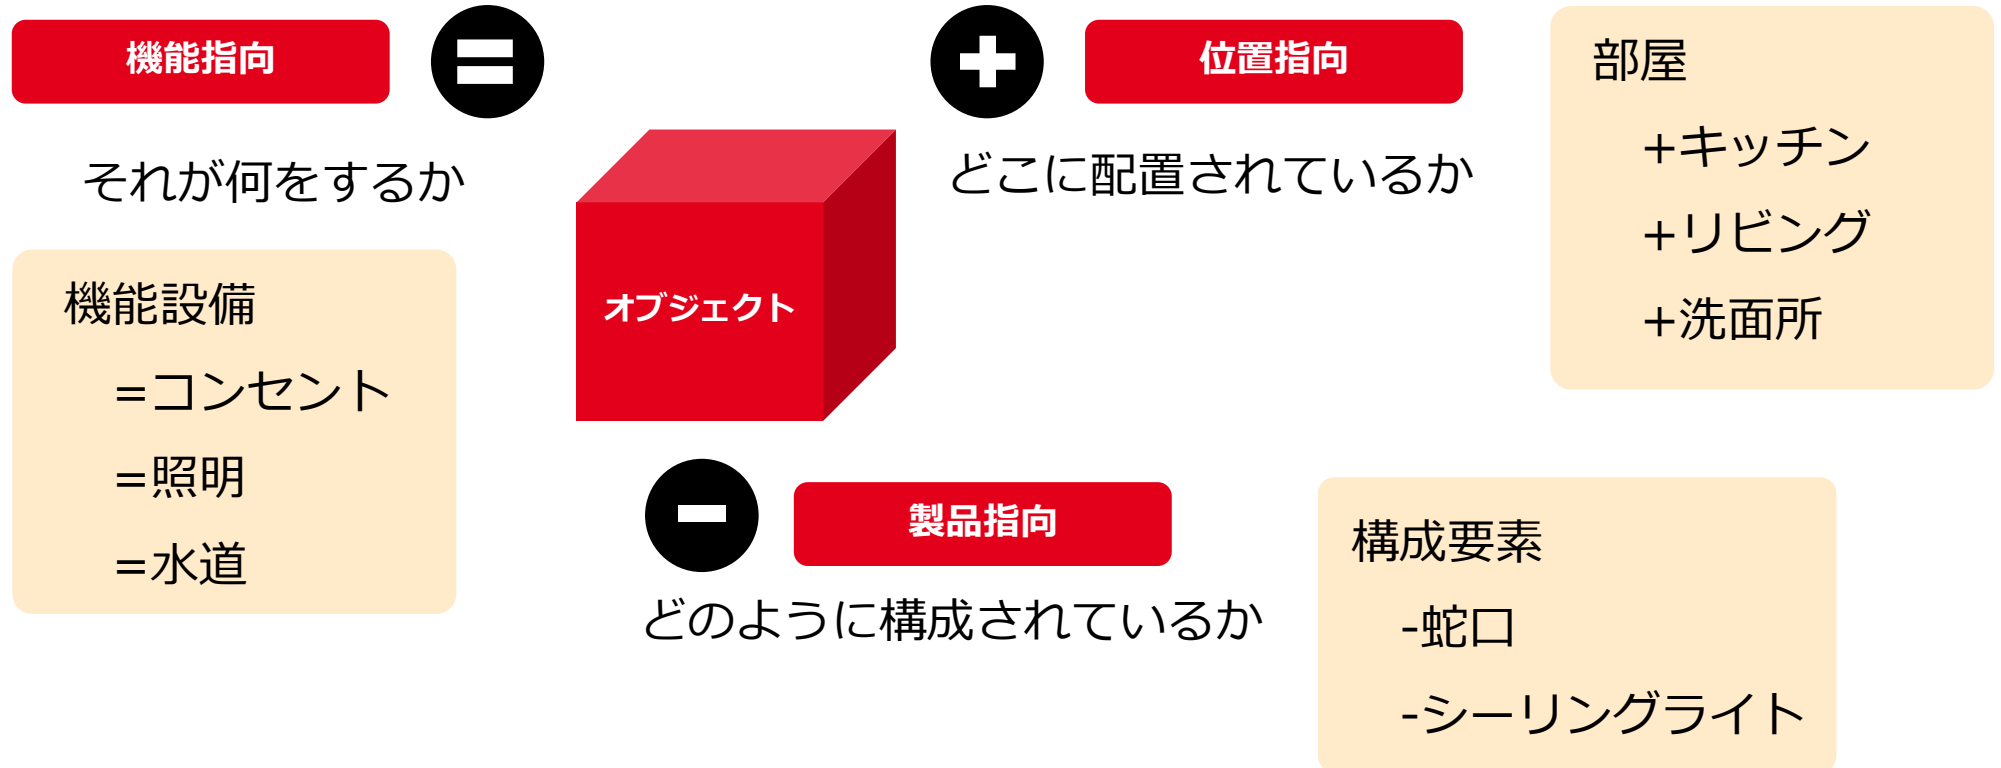 機能指向
=
それが何をするか
機能設備
=コンセント
=照明
=水道
オブジェクト
+
位置指向
どこに配置されているか
部屋
+キッチン
+リビング
+洗面所
-
製品指向
どのように構成されているか
構成要素
-蛇口
-シーリングライト